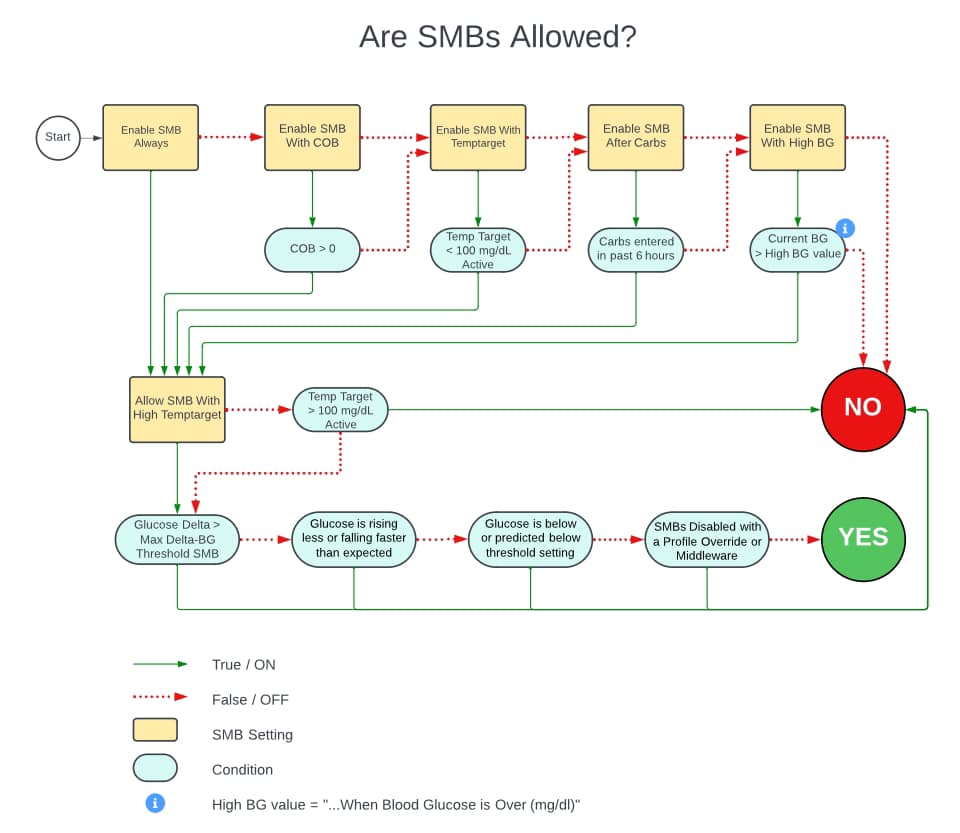 Are SMBs Allowed?
Start
Enable SMB
Always
Enable SMB
With COB
Enable SMB With
Temptarget
Enable SMB
After Carbs
Enable SMB
With High BG
COB > 0
Temp Target
< 100 mg/dL
Active
Carbs entered
in past 6 hours
i
Current BG
> High BG value
Allow SMB With
High Temptarget
Temp Target
> 100 mg/dL
Active
NO
Glucose Delta >
Max Delta-BG
Threshold SMB
Glucose is rising
less or falling faster
than expected
Glucose is below
or predicted below
threshold setting
SMBs Disabled with
a Profile Override or
Middleware
YES
True / ON
False / OFF
SMB Setting
Condition
i
High BG value = "...When Blood Glucose is Over (mg/dl)"